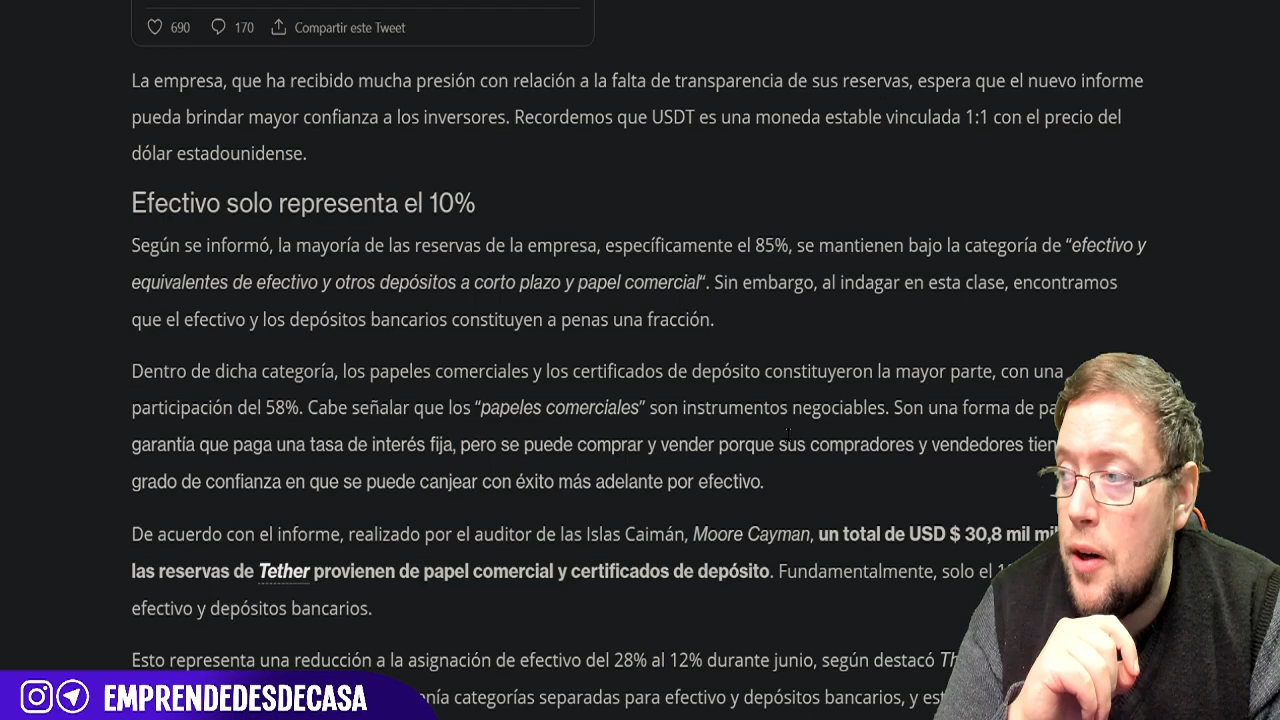 690 170 Compartir este Tweet
La empresa, que ha recibido mucha presión con relación a la falta de transparencia de sus reservas, espera que el nuevo informe
pueda brindar mayor confianza a los inversores. Recordemos que USDT es una moneda estable vinculada 1:1 con el precio del
dólar estadounidense.
Efectivo solo representa el 10%
Según se informó, la mayoría de las reservas de la empresa, específicamente el 85%, se mantienen bajo la categoría de “efectivo y
equivalentes de efectivo y otros depósitos a corto plazo y papel comercial“. Sin embargo, al indagar en esta clase, encontramos
que el efectivo y los depósitos bancarios constituyen a penas una fracción.
Dentro de dicha categoría, los papeles comerciales y los certificados de depósito constituyeron la mayor parte, con una
participación del 58%. Cabe señalar que los “papeles comerciales” son instrumentos negociables. Son una forma de
garantía que paga una tasa de interés fija, pero se puede comprar y vender porque sus compradores y vendedores
grado de confianza en que se puede canjear con éxito más adelante por efectivo.
De acuerdo con el informe, realizado por el auditor de las Islas Caimán, Moore Cayman, un total de USD $ 30,8 mil
las reservas de Tether provienen de papel comercial y certificados de depósito. Fundamentalmente, solo el
efectivo y depósitos bancarios.
Esto representa una reducción a la asignación de efectivo del 28% al 12% durante junio, según destacó
categorías separadas para efectivo y depósitos bancarios, y
EMPRENDEDESDECASA